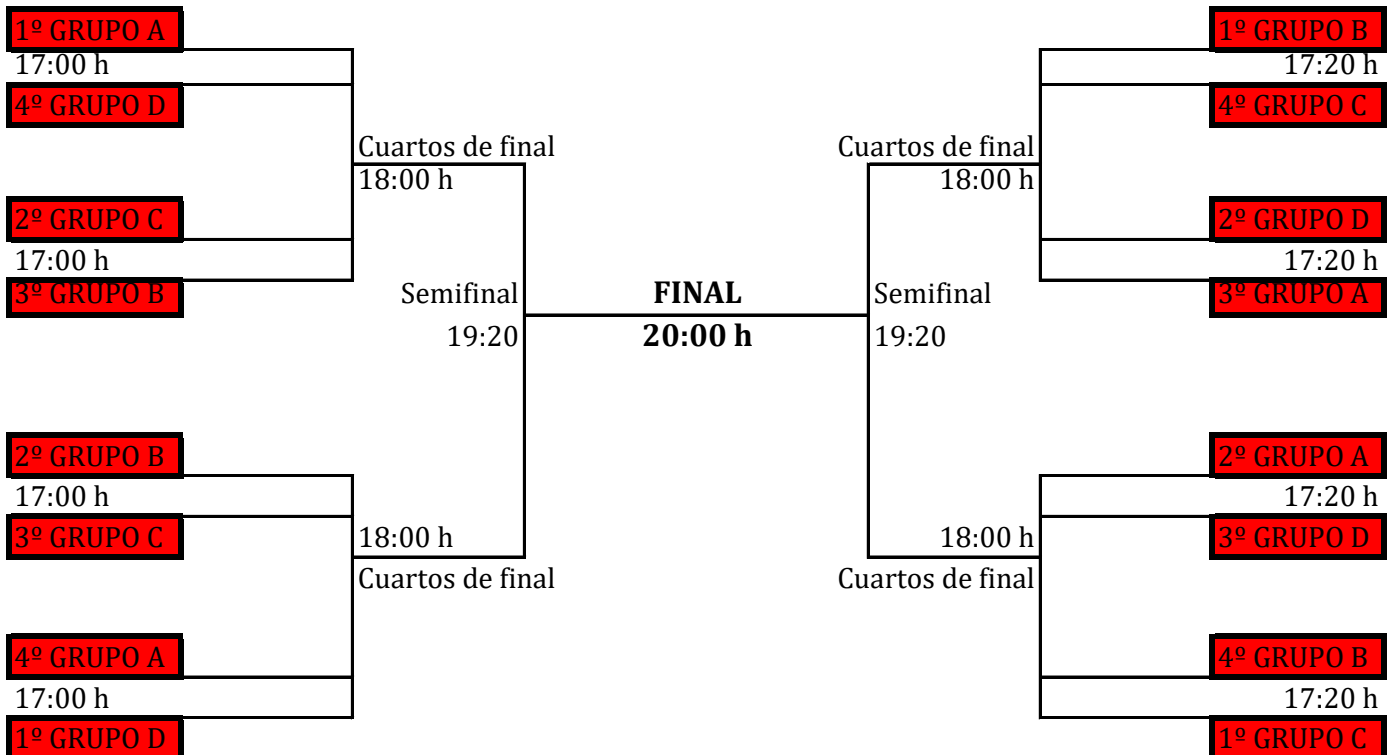 1º GRUPO A
17:00 h
4º GRUPO D
Cuartos de final
18:00 h
2º GRUPO C
17:00 h
3º GRUPO B
Semifinal
19:20
2º GRUPO B
17:00 h
3º GRUPO C
18:00 h
Cuartos de final
4º GRUPO A
17:00 h
1º GRUPO D
FINAL
20:00 h
1º GRUPO B
17:20 h
4º GRUPO C
Cuartos de final
18:00 h
2º GRUPO D
17:20 h
3º GRUPO A
Semifinal
19:20
2º GRUPO A
17:20 h
3º GRUPO D
18:00 h
Cuartos de final
4º GRUPO B
17:20 h
1º GRUPO C